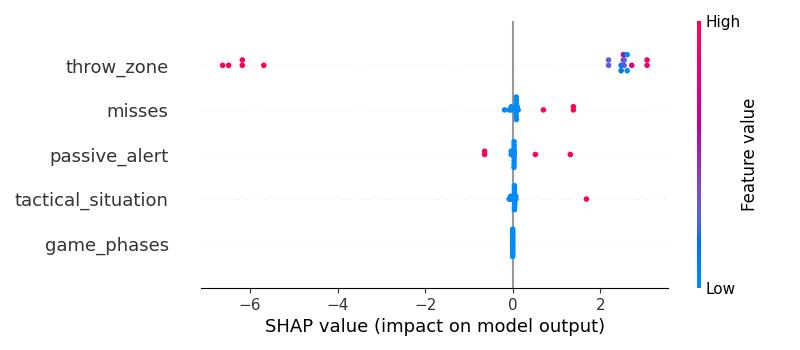 High
throw_zone
misses
passive_alert
tactical_situation
game_phases
Feature value
Low
−6 −4 −2 0 2
SHAP value (impact on model output)